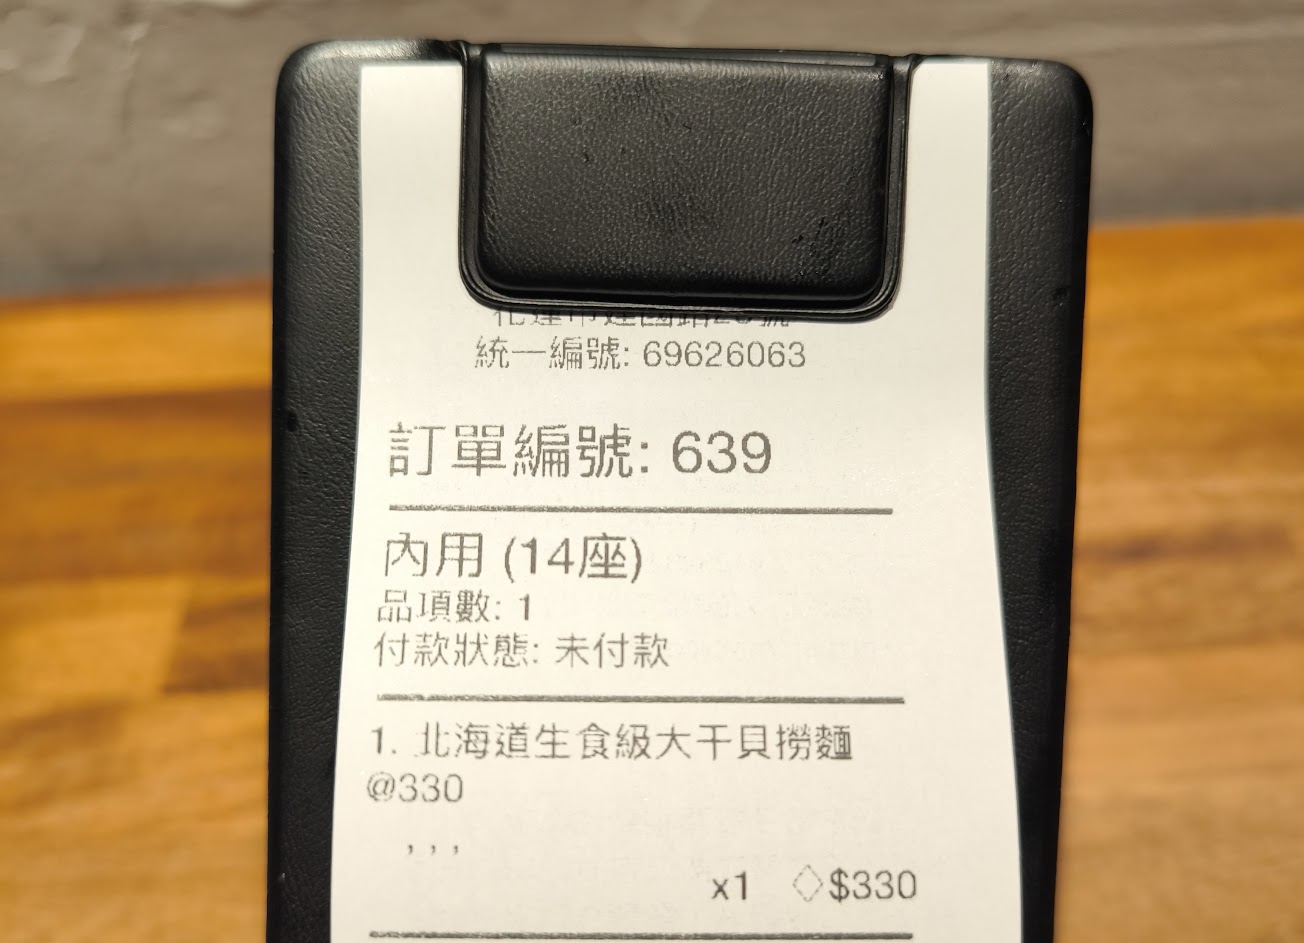 統一編號: 69626063
訂單編號: 639
內用 (14座)
品項數: 1
付款狀態: 未付款
1. 北海道生食級大干貝撈麵
@330
, , ,
x1 ◇$330